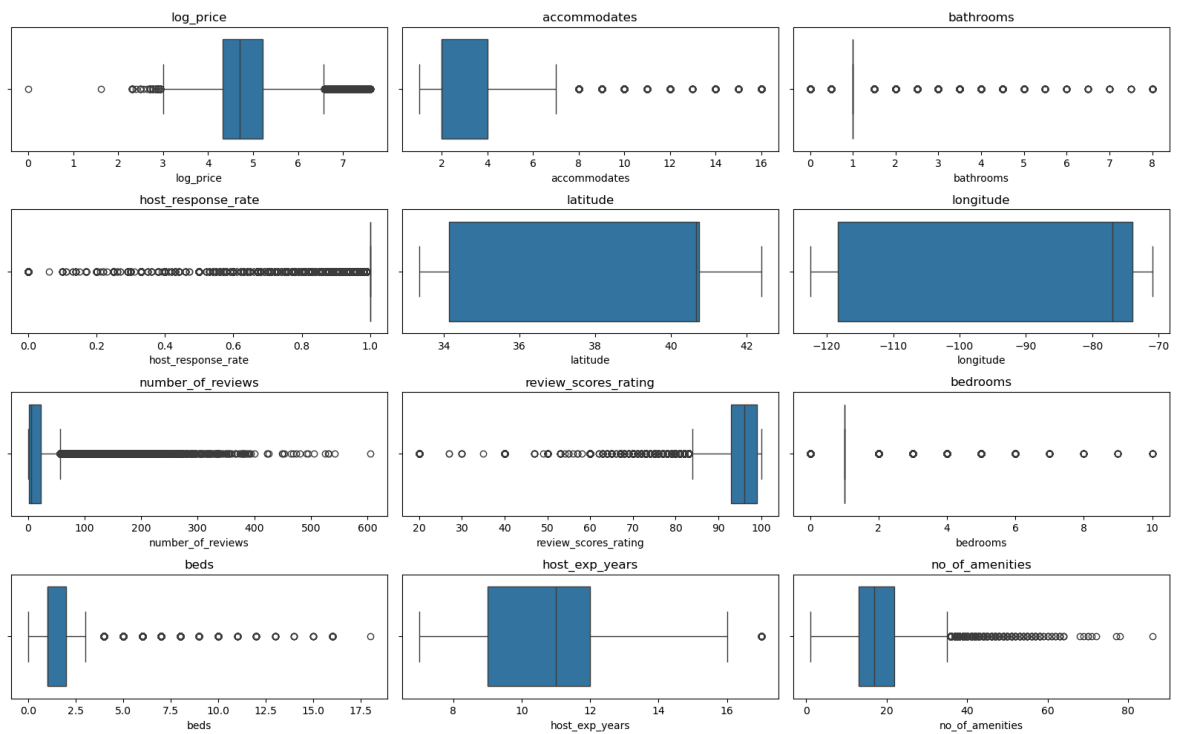 log_price
accommodates
bathrooms
0 1 2 3 4 5 6 7
2 4 6 8 10 12 14 16
0 1 2 3 4 5 6 7 8
log_price
accommodates
bathrooms
host_response_rate
latitude
longitude
0.0 0.2 0.4 0.6 0.8 1.0
34 36 38 40 42
−120 −110 −100 −90 −80 −70
host_response_rate
latitude
longitude
number_of_reviews
review_scores_rating
bedrooms
0 100 200 300 400 500 600
20 30 40 50 60 70 80 90 100
0 2 4 6 8 10
number_of_reviews
review_scores_rating
bedrooms
beds
host_exp_years
no_of_amenities
0.0 2.5 5.0 7.5 10.0 12.5 15.0 17.5
8 10 12 14 16
0 20 40 60 80
beds
host_exp_years
no_of_amenities